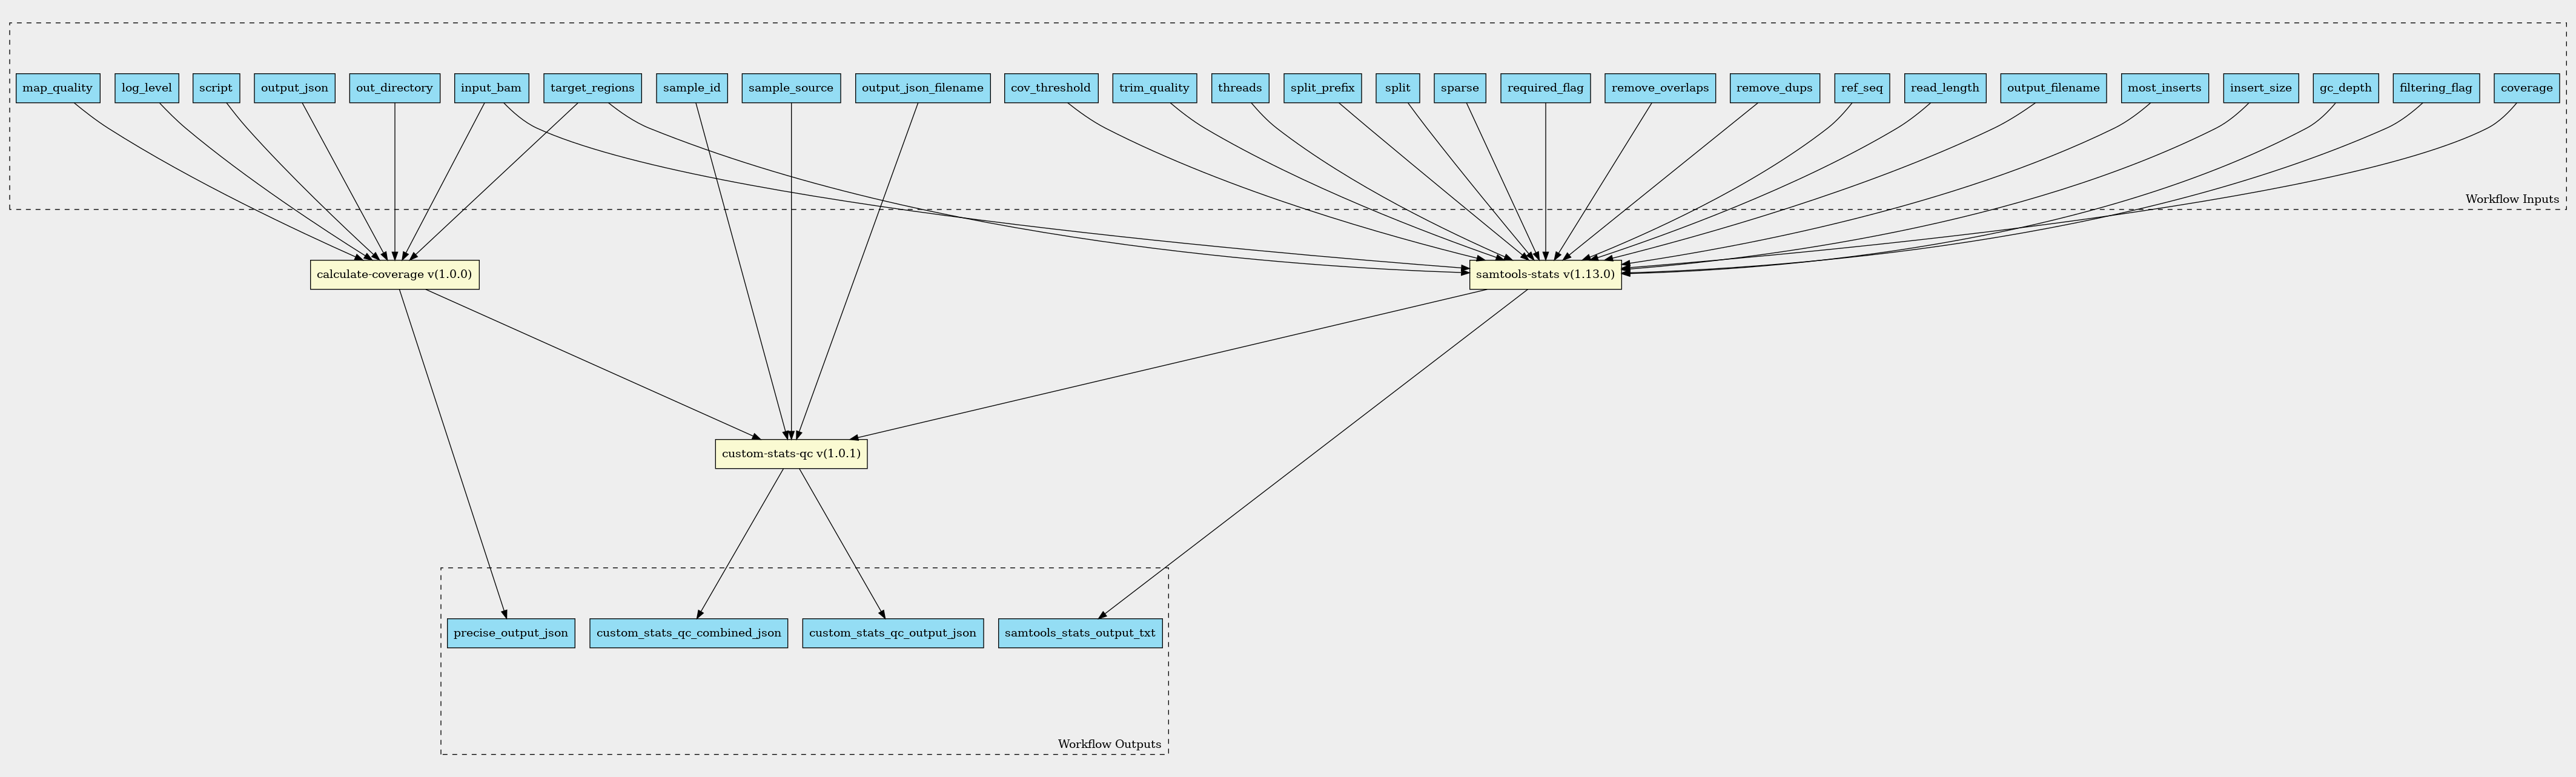 map_quality
log_level
script
output_json
out_directory
input_bam
target_regions
sample_id
sample_source
output_json_filename
cov_threshold
trim_quality
threads
split_prefix
split
sparse
required_flag
remove_overlaps
remove_dups
ref_seq
read_length
output_filename
most_inserts
insert_size
gc_depth
filtering_flag
coverage
Workflow Inputs
calculate-coverage v(1.0.0)
samtools-stats v(1.13.0)
custom-stats-qc v(1.0.1)
precise_output_json
custom_stats_qc_combined_json
custom_stats_qc_output_json
samtools_stats_output_txt
Workflow Outputs